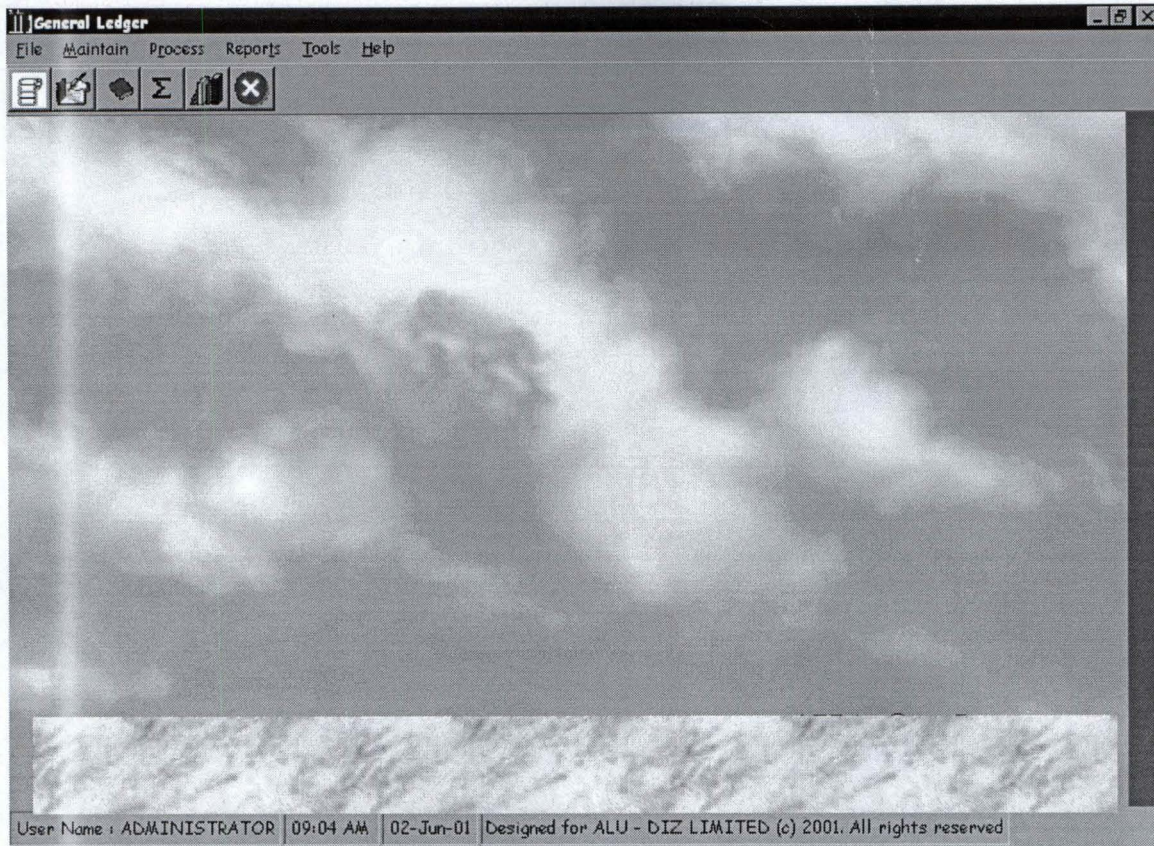 General Ledger
File Maintain Process Reports Tools Help
User Name : ADMINISTRATOR 09:04 AM 02-Jun-01 Designed for ALU - DIZ LIMITED (c) 2001. All rights reserved